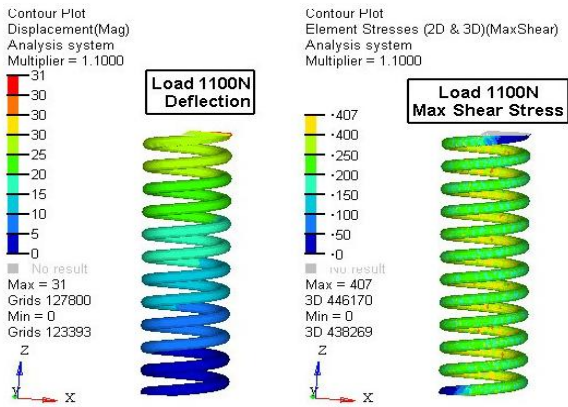 Contour Plot
Displacement(Mag)
Analysis system
Multiplier = 1.1000
31
30
30
30
25
20
15
10
5
0
No result
Max = 31
Grids 127800
Min = 0
Grids 123393
Z
Y
X
Load 1100N
Deflection
Contour Plot
Element Stresses (2D & 3D)(MaxShear)
Analysis system
Multiplier = 1.1000
407
400
250
200
150
100
50
0
No result
Max = 407
3D 446170
Min = 0
3D 438269
Z
Y
X
Load 1100N
Max Shear Stress